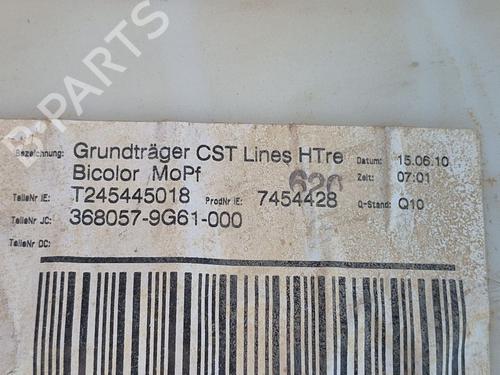 Bezeichnung: Grundträger CST Lines HTre Datum: 15.06.10
Bicolor MoPf 620 Zeit: 07:01
TeileNr IE: T245445018 ProdNr IE: 7454428 Q-Stand: Q10
TeileNr JC: 368057-9G61-000
TeileNr DC:
B-PARTS